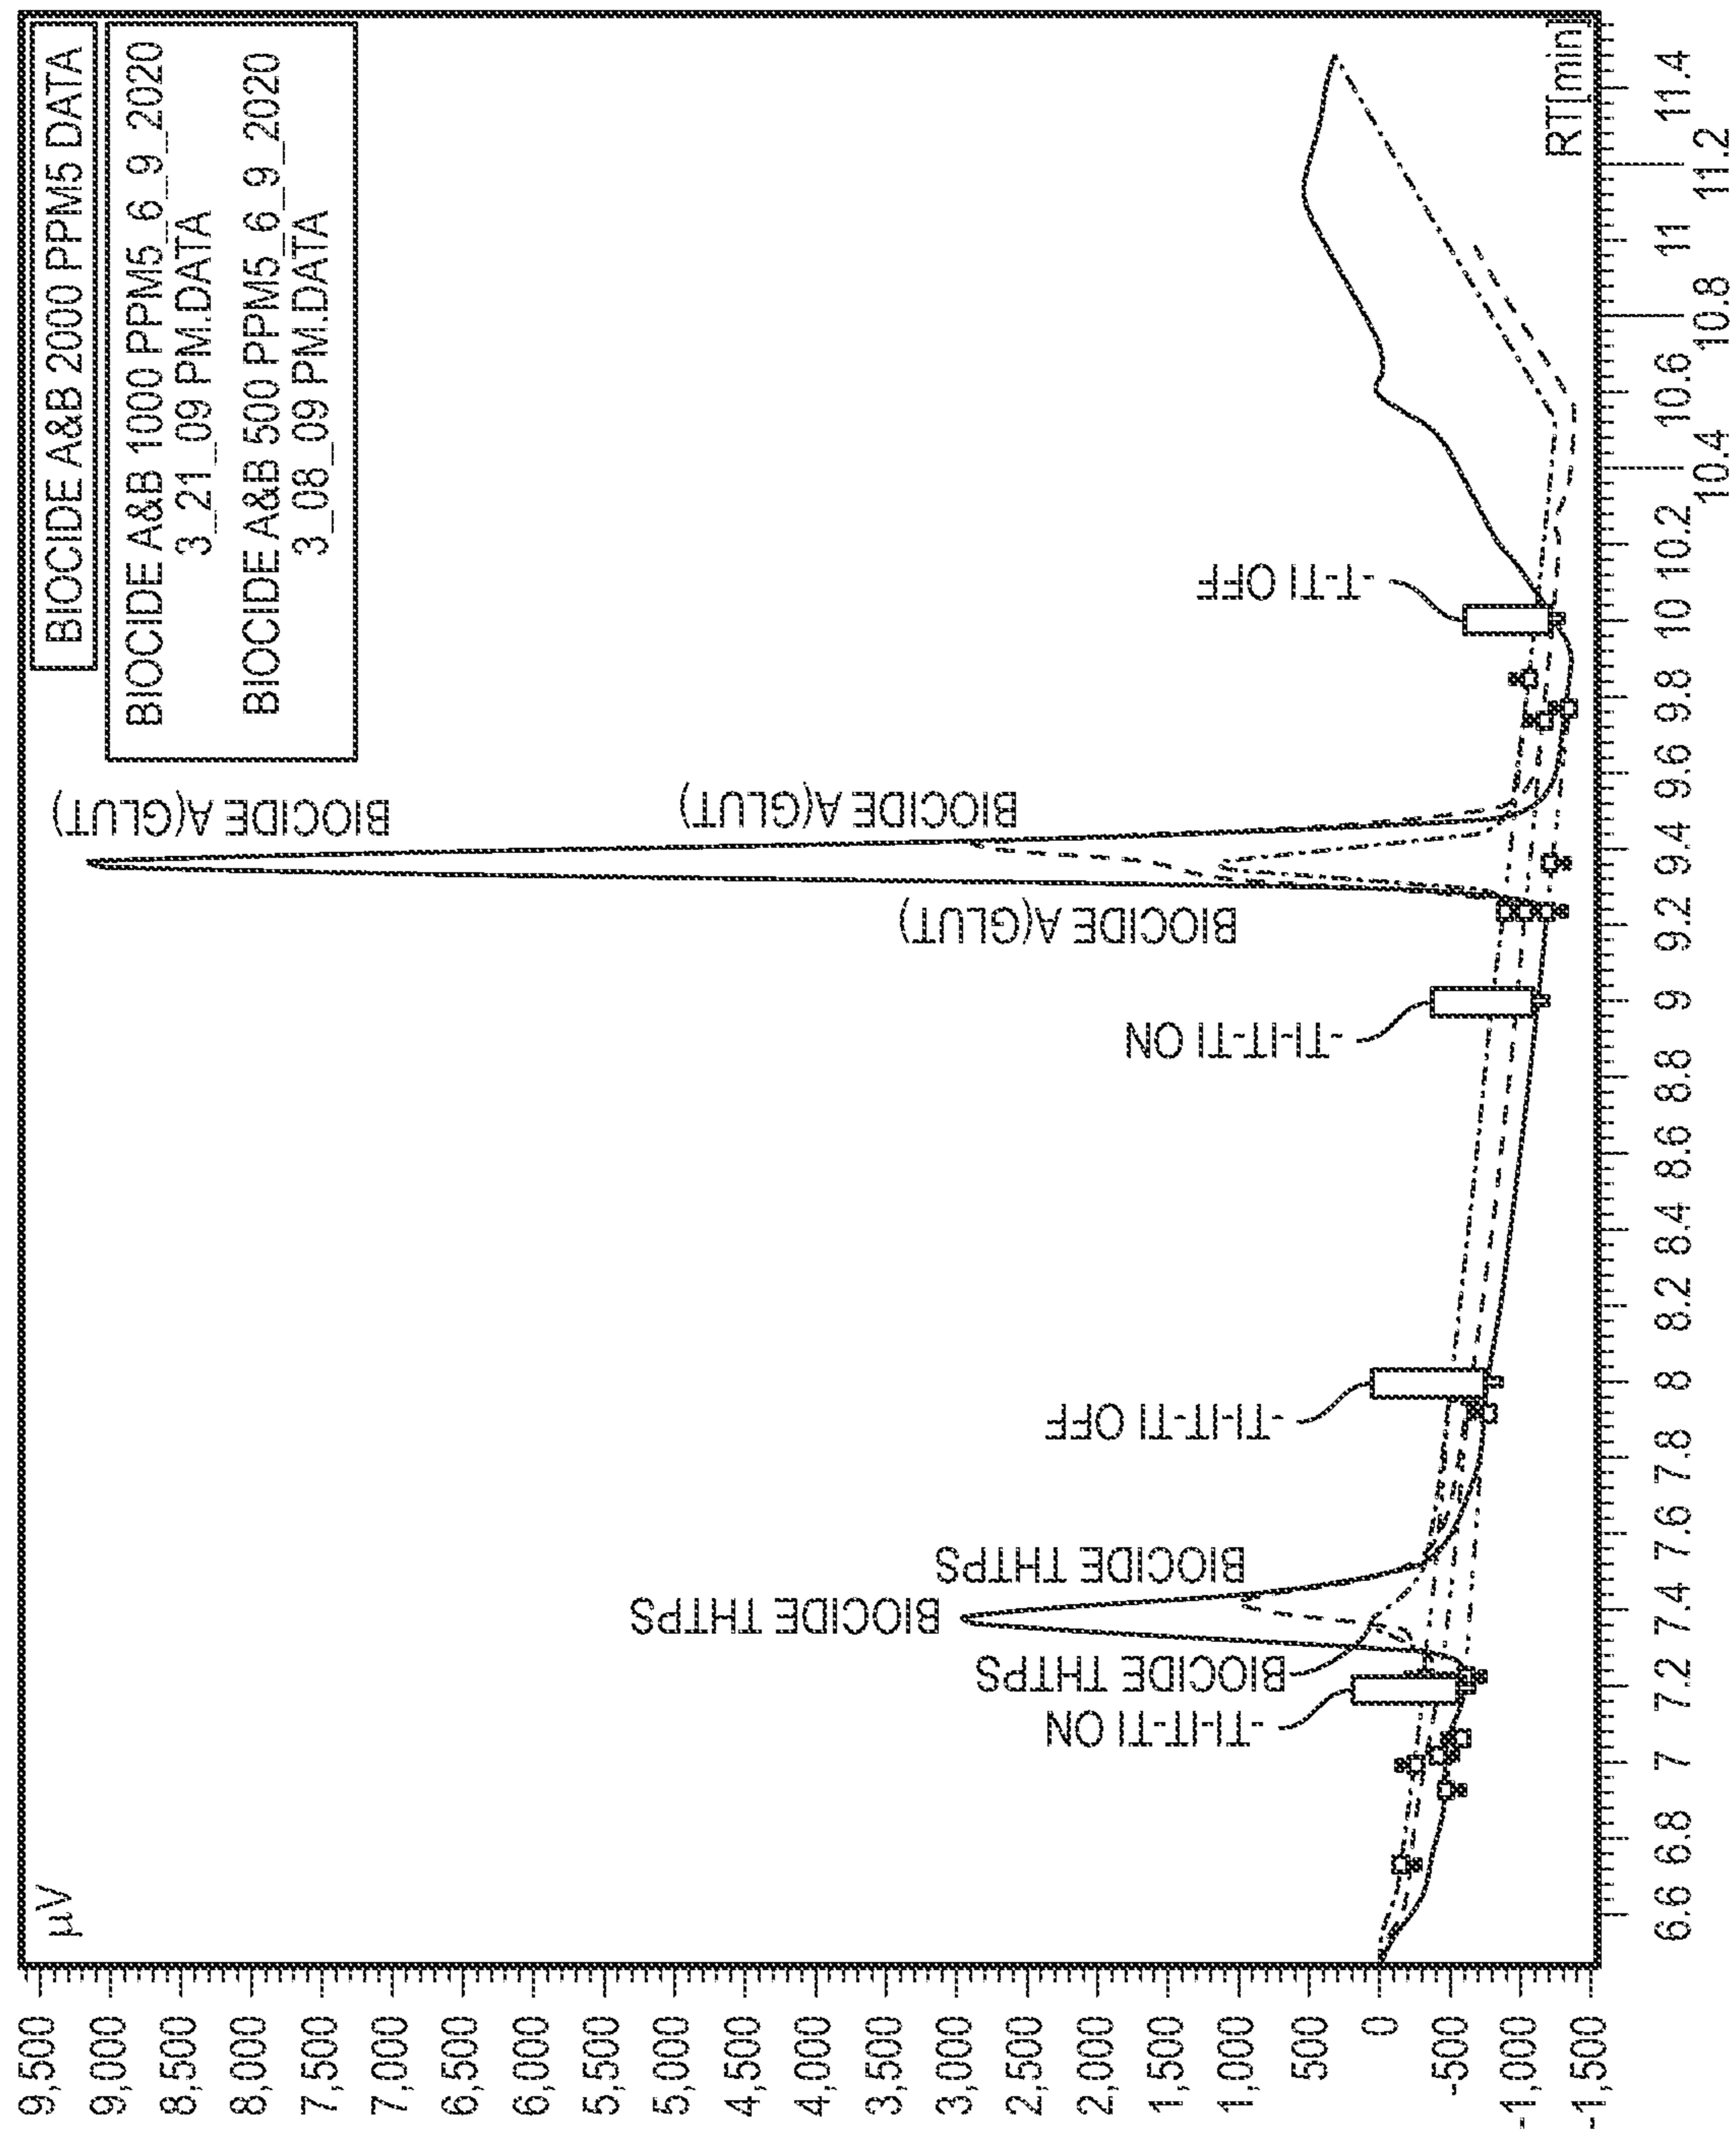 µV
BIOCIDE A&B 2000 PPM5 DATA
BIOCIDE A&B 1000 PPM5_6_9_2020
3_21_09 PM.DATA
BIOCIDE A&B 500 PPM5_6_9_2020
3_08_09 PM.DATA
9,500
9,000
8,500
8,000
7,500
7,000
6,500
6,000
5,500
5,000
4,500
4,000
3,500
3,000
2,500
2,000
1,500
1,000
500
0
-500
-1,000
-1,500
BIOCIDE A(GLUT)
BIOCIDE A(GLUT)
BIOCIDE A(GLUT)
BIOCIDE THTPS
BIOCIDE THTPS
BIOCIDE THTPS
-TI-IT-TI ON
-TI-IT-TI OFF
-TI-IT-TI ON
-T-TI OFF
RT[min]
6.6 6.8 7 7.2 7.4 7.6 7.8 8 8.2 8.4 8.6 8.8 9 9.2 9.4 9.6 9.8 10 10.2 10.6 11 11.4
10.4 10.8 11.2